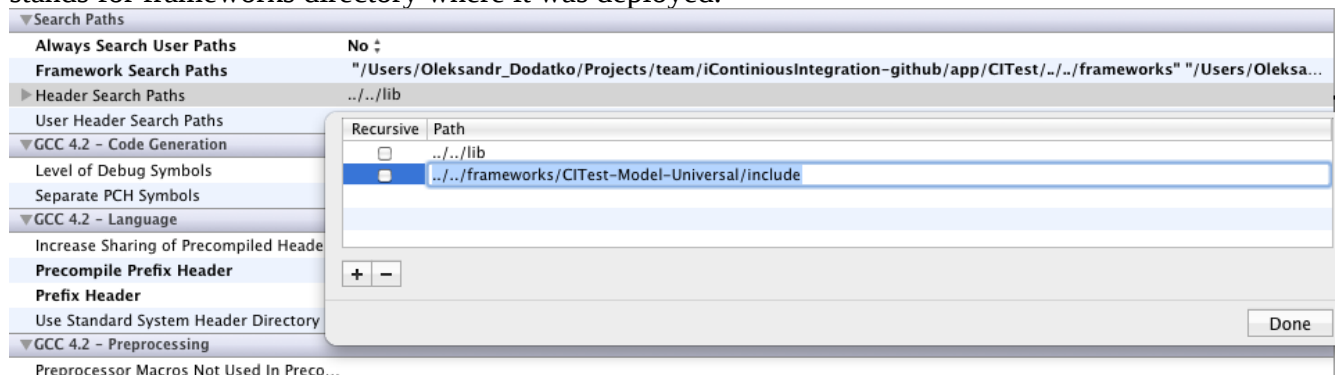 stands for frameworks directory where it was deployed.
Search Paths
Always Search User Paths No
Framework Search Paths "/Users/Oleksandr_Dodatko/Projects/team/iContiniousIntegration-github/app/CITest/../../frameworks" "/Users/Oleksa...
Header Search Paths ../../lib
User Header Search Paths
Recursive Path
../../lib
../../frameworks/CITest-Model-Universal/include
GCC 4.2 - Code Generation
Level of Debug Symbols
Separate PCH Symbols
GCC 4.2 - Language
Increase Sharing of Precompiled Heade
Precompile Prefix Header
+ -
Prefix Header
Use Standard System Header Directory
Done
GCC 4.2 - Preprocessing
Preprocessor Macros Not Used In Preco...